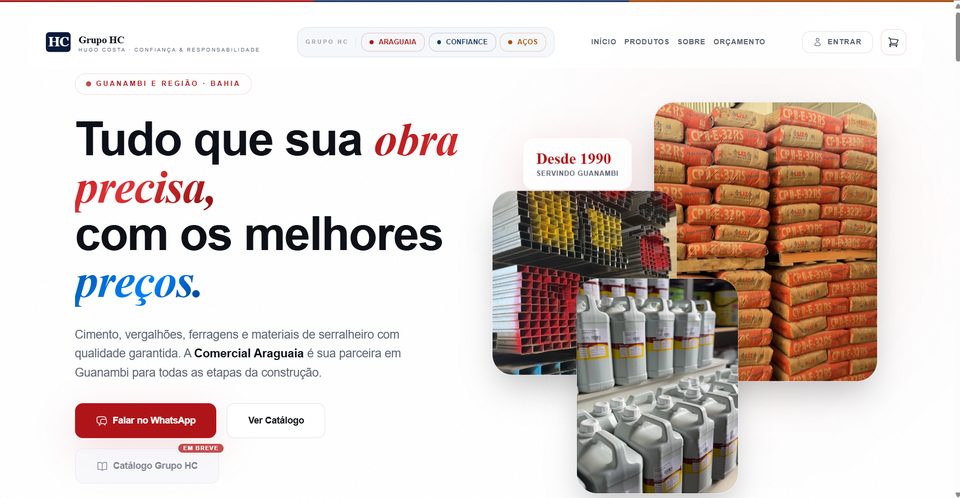 HC
Grupo HC
HUGO COSTA · CONFIANÇA & RESPONSABILIDADE
GRUPO HC
ARAGUAIA
CONFIANCE
AÇOS
INÍCIO PRODUTOS SOBRE ORÇAMENTO
ENTRAR
GUANAMBI E REGIÃO · BAHIA
Tudo que sua obra
precisa,
com os melhores
preços.
Desde 1990
SERVINDO GUANAMBI
Cimento, vergalhões, ferragens e materiais de serralheiro com
qualidade garantida. A Comercial Araguaia é sua parceira em
Guanambi para todas as etapas da construção.
Falar no WhatsApp
Ver Catálogo
EM BREVE
Catálogo Grupo HC